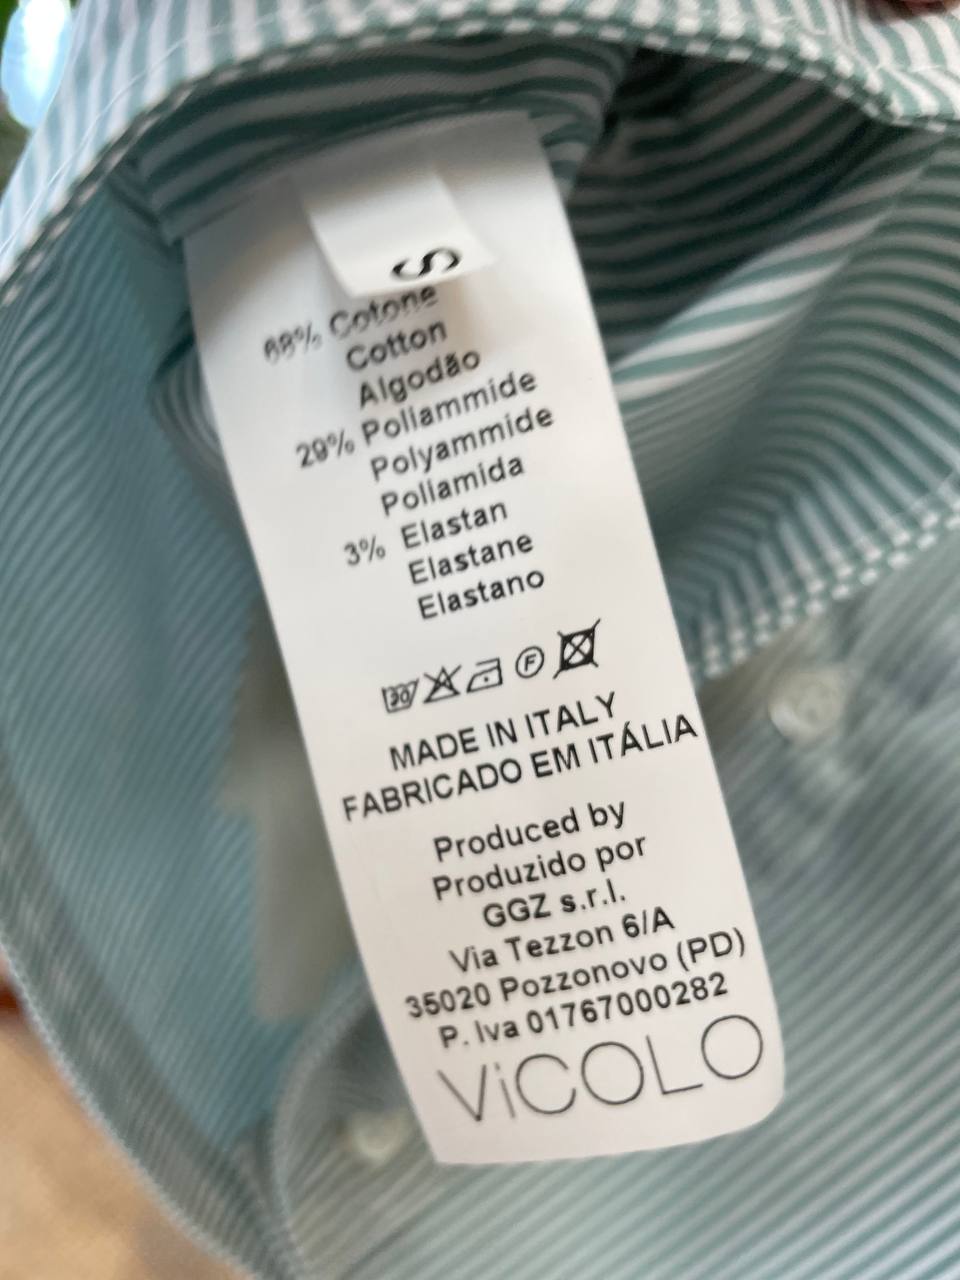 S
68% Cotone
Cotton
Algodão
29% Poliammide
Polyammide
Poliamida
3% Elastan
Elastane
Elastano
30 F
MADE IN ITALY
FABRICADO EM ITÁLIA
Produced by
Produzido por
GGZ s.r.l.
Via Tezzon 6/A
35020 Pozzonovo (PD)
P. Iva 01767000282
ViCOLO